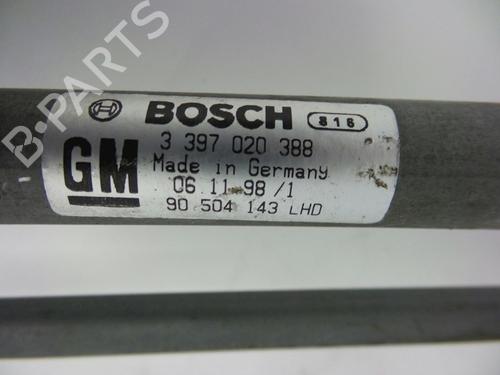 B-PARTS
BOSCH 816
3 397 020 388
GM
Made in Germany
06.11.98/1
90 504 143 LHD